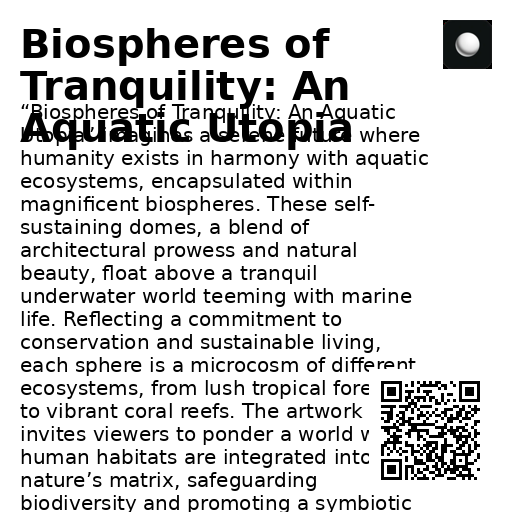 Biospheres of
Tranquility: An
Aquatic Utopia
“Biospheres of Tranquility: An Aquatic
Utopia” imagines a serene future where
humanity exists in harmony with aquatic
ecosystems, encapsulated within
magnificent biospheres. These self-
sustaining domes, a blend of
architectural prowess and natural
beauty, float above a tranquil
underwater world teeming with marine
life. Reflecting a commitment to
conservation and sustainable living,
each sphere is a microcosm of different
ecosystems, from lush tropical fore
to vibrant coral reefs. The artwork
invites viewers to ponder a world w
human habitats are integrated into
nature’s matrix, safeguarding
biodiversity and promoting a symbiotic